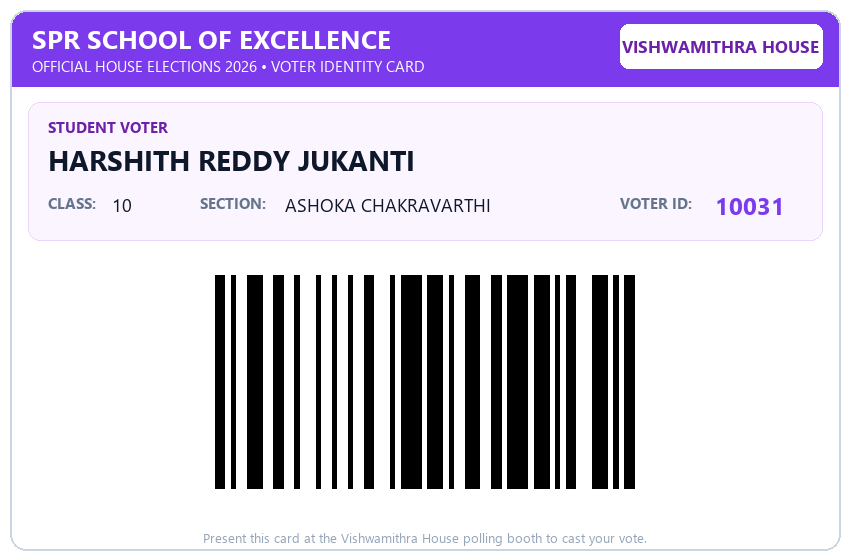 SPR SCHOOL OF EXCELLENCE
OFFICIAL HOUSE ELECTIONS 2026 • VOTER IDENTITY CARD
VISHWAMITHRA HOUSE
STUDENT VOTER
HARSHITH REDDY JUKANTI
CLASS: 10 SECTION: ASHOKA CHAKRAVARTHI VOTER ID: 10031
Present this card at the Vishwamithra House polling booth to cast your vote.